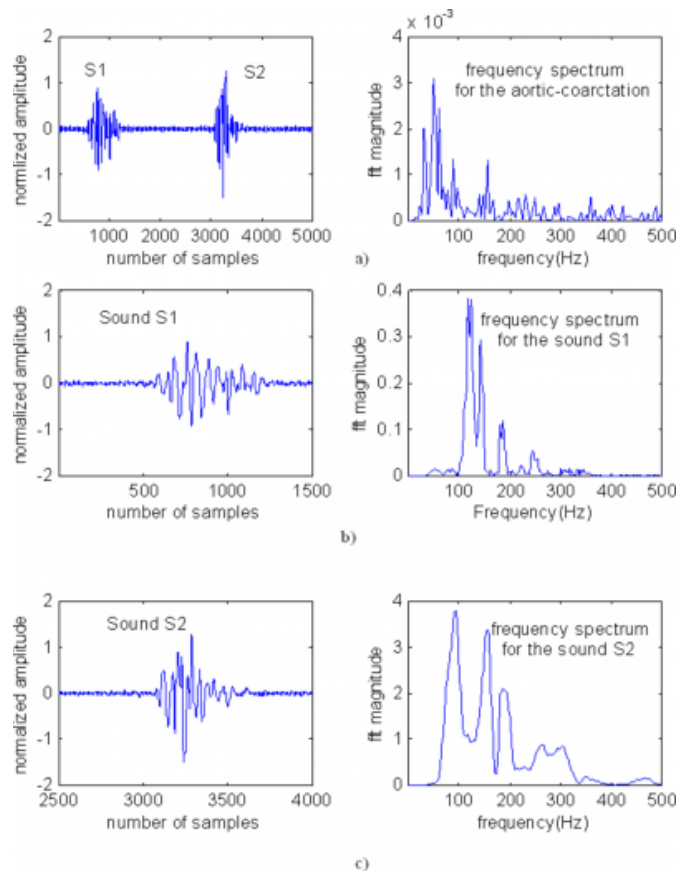 2
1
0
-1
-2
S1
S2
1000 2000 3000 4000 5000
number of samples
normlized amplitude
x 10⁻³
4
3
2
1
0
frequency spectrum
for the aortic-coarctation
100 200 300 400 500
frequency(Hz)
fft magnitude
a)
2
1
0
-1
-2
Sound S1
500 1000 1500
number of samples
normalized amplitude
0.4
0.3
0.2
0.1
0
frequency spectrum
for the sound S1
100 200 300 400 500
Frequency(Hz)
fft magnitude
b)
2
1
0
-1
-2
Sound S2
2500 3000 3500 4000
number of samples
normalized amplitude
4
3
2
1
0
frequency spectrum
for the sound S2
100 200 300 400 500
frequency(Hz)
fft magnitude
c)